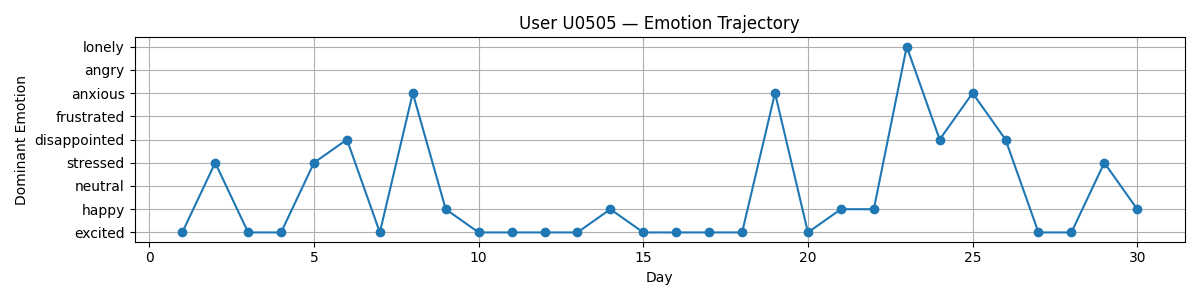 User U0505 — Emotion Trajectory
Dominant Emotion
lonely
angry
anxious
frustrated
disappointed
stressed
neutral
happy
excited
0 5 10 15 20 25 30
Day